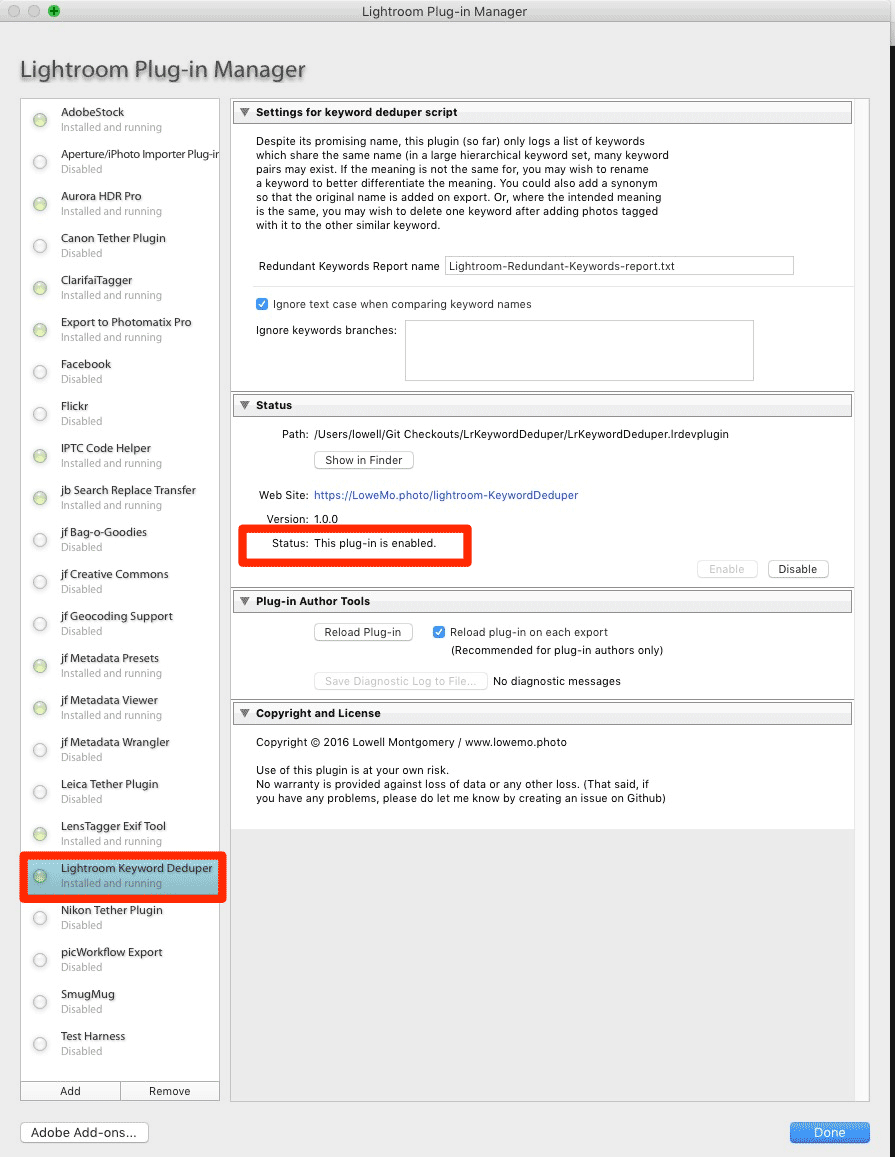 Lightroom Plug-in Manager
Lightroom Plug-in Manager
AdobeStock
Installed and running
Aperture/iPhoto Importer Plug-in
Disabled
Aurora HDR Pro
Installed and running
Canon Tether Plugin
Disabled
ClarifaiTagger
Installed and running
Export to Photomatix Pro
Installed and running
Facebook
Disabled
Flickr
Disabled
IPTC Code Helper
Installed and running
jb Search Replace Transfer
Installed and running
jf Bag-o-Goodies
Disabled
jf Creative Commons
Disabled
jf Geocoding Support
Disabled
jf Metadata Presets
Installed and running
jf Metadata Viewer
Installed and running
jf Metadata Wrangler
Disabled
Leica Tether Plugin
Disabled
LensTagger Exif Tool
Installed and running
Lightroom Keyword Deduper
Installed and running
Nikon Tether Plugin
Disabled
picWorkflow Export
Disabled
SmugMug
Disabled
Test Harness
Disabled
Add
Remove
Settings for keyword deduper script
Despite its promising name, this plugin (so far) only logs a list of keywords
which share the same name (in a large hierarchical keyword set, many keyword
pairs may exist. If the meaning is not the same for, you may wish to rename
a keyword to better differentiate the meaning. You could also add a synonym
so that the original name is added on export. Or, where the intended meaning
is the same, you may wish to delete one keyword after adding photos tagged
with it to the other similar keyword.
Redundant Keywords Report name Lightroom-Redundant-Keywords-report.txt
Ignore text case when comparing keyword names
Ignore keywords branches:
Status
Path: /Users/lowell/Git Checkouts/LrKeywordDeduper/LrKeywordDeduper.lrdevplugin
Show in Finder
Web Site: https://LoweMo.photo/lightroom-KeywordDeduper
Version: 1.0.0
Status: This plug-in is enabled.
Enable Disable
Plug-in Author Tools
Reload Plug-in Reload plug-in on each export
(Recommended for plug-in authors only)
Save Diagnostic Log to File... No diagnostic messages
Copyright and License
Copyright © 2016 Lowell Montgomery / www.lowemo.photo
Use of this plugin is at your own risk.
No warranty is provided against loss of data or any other loss. (That said, if
you have any problems, please do let me know by creating an issue on Github)
Adobe Add-ons...
Done